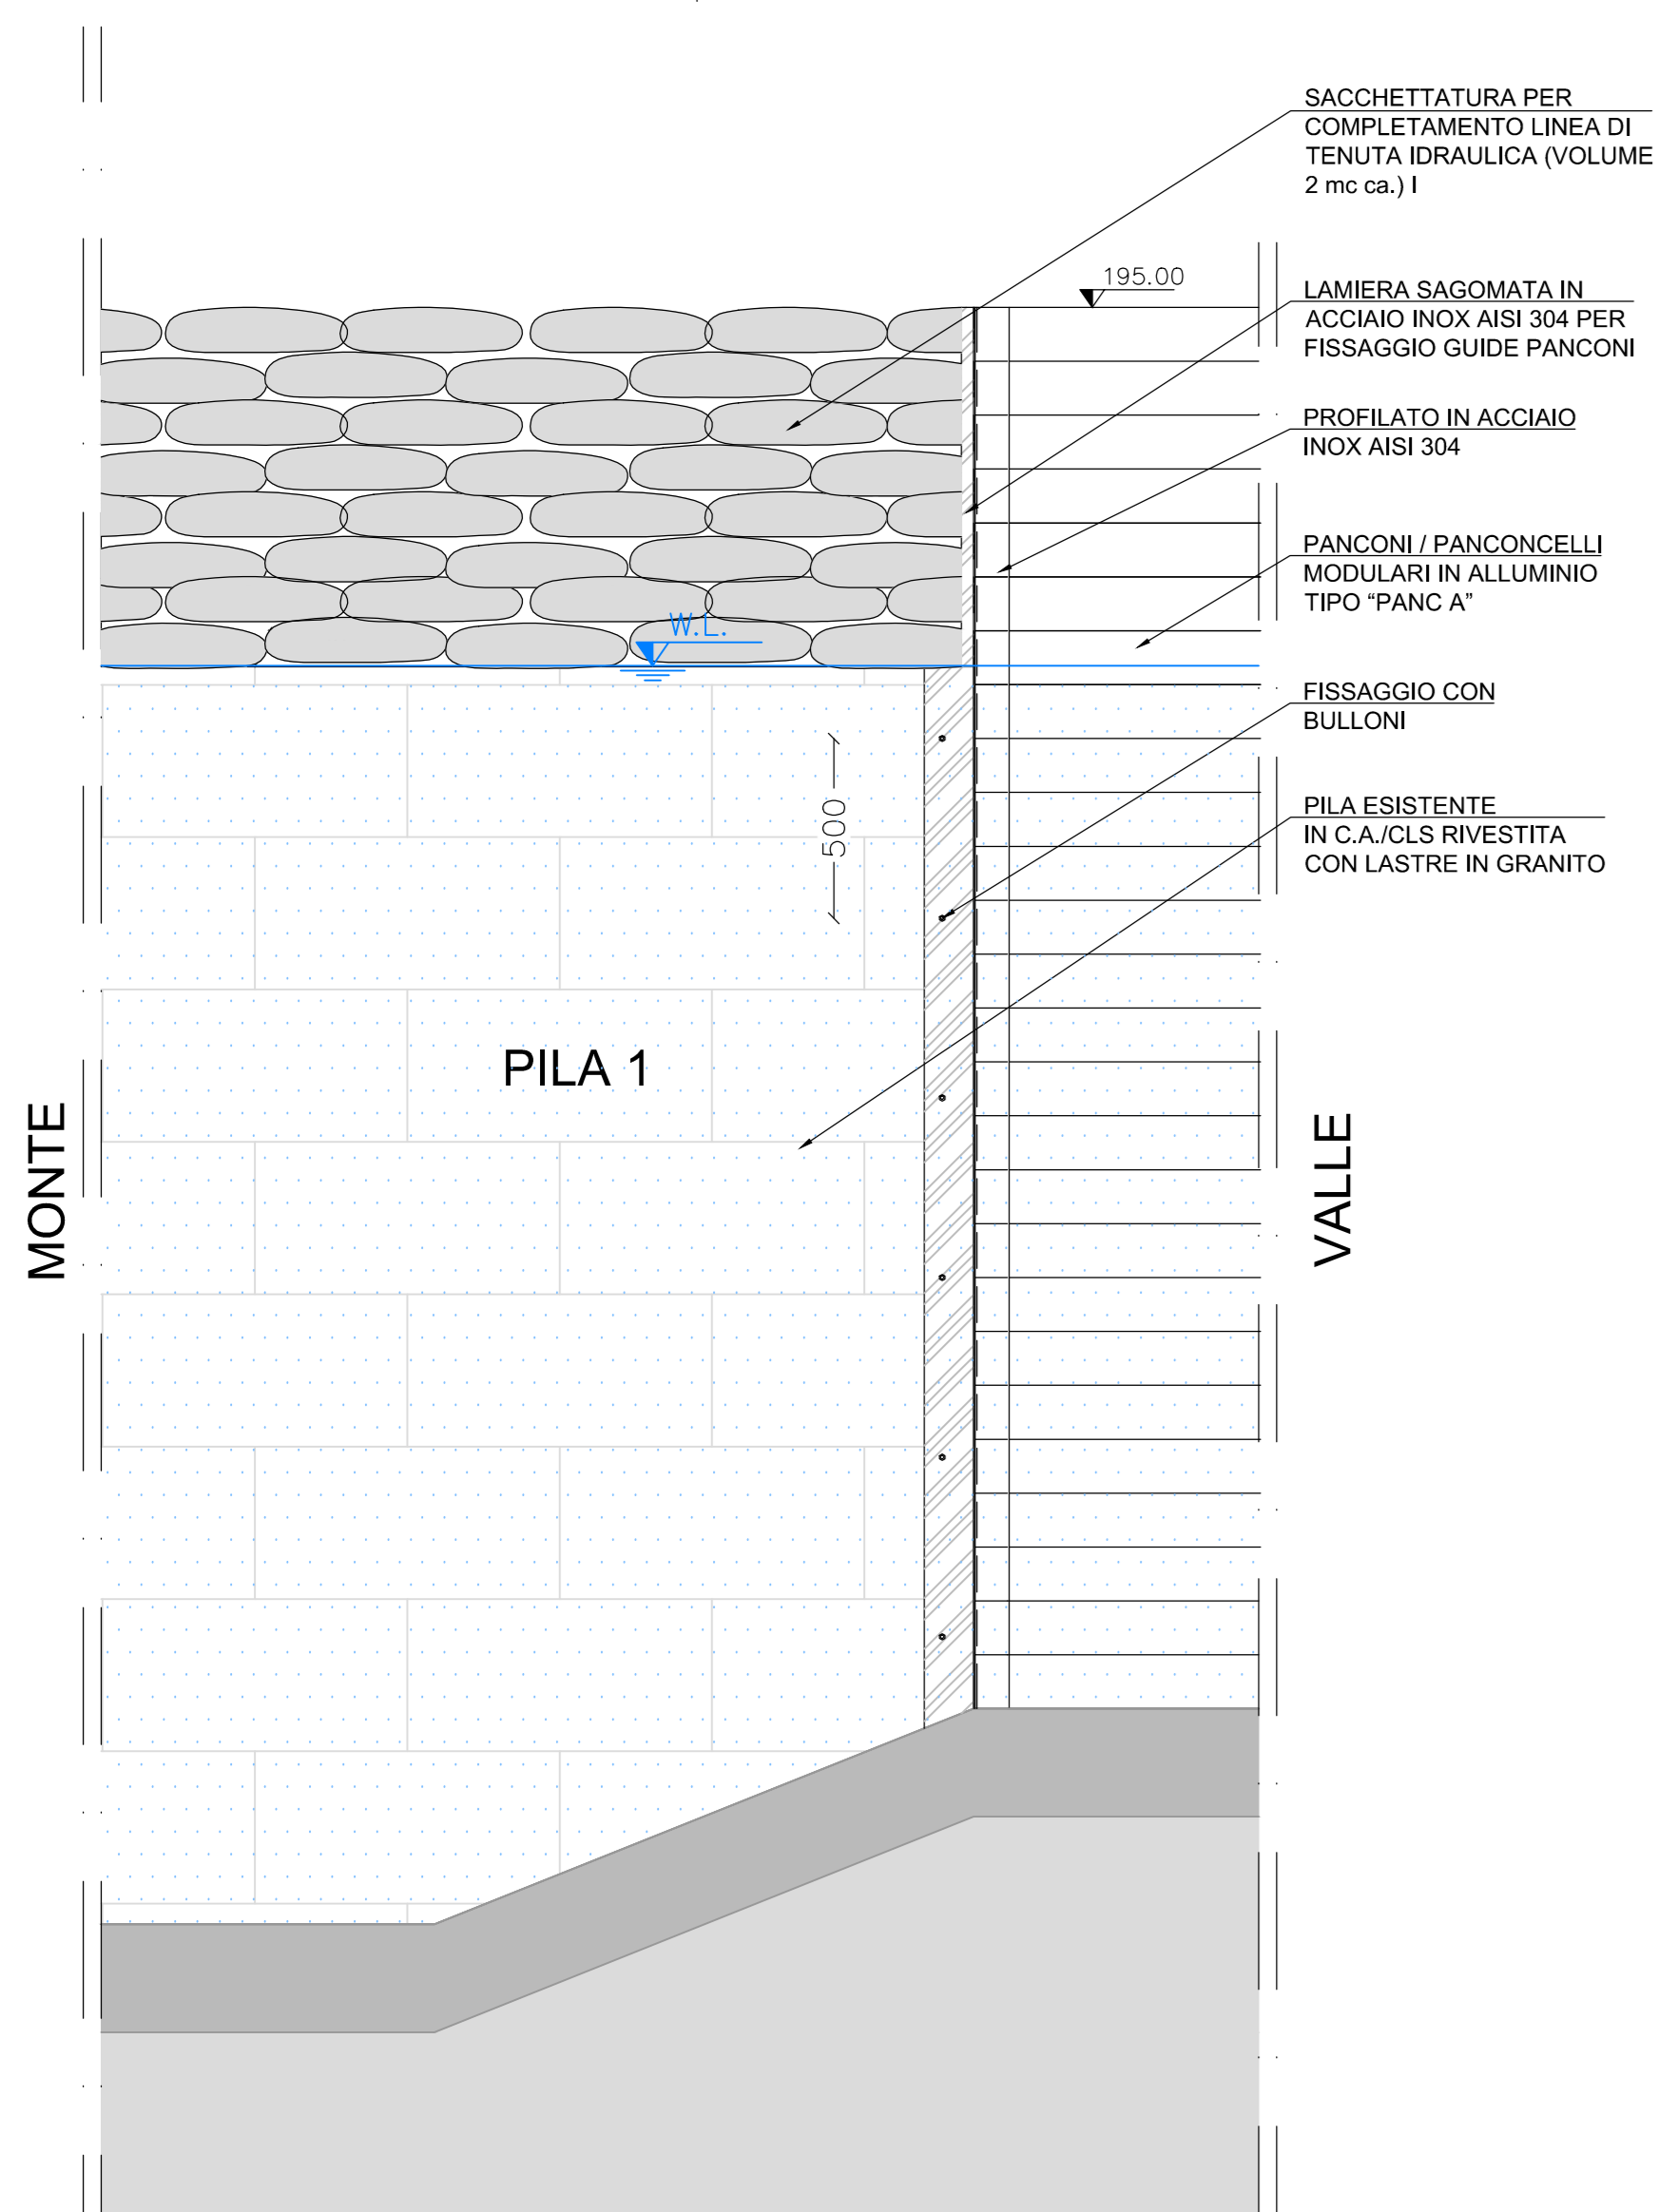 SACCHETTATURA PER
COMPLETAMENTO LINEA DI
TENUTA IDRAULICA (VOLUME
2 mc ca.) I
195.00
LAMIERA SAGOMATA IN
ACCIAIO INOX AISI 304 PER
FISSAGGIO GUIDE PANCONI
PROFILATO IN ACCIAIO
INOX AISI 304
PANCONI / PANCONCELLI
MODULARI IN ALLUMINIO
TIPO “PANC A”
W.L.
FISSAGGIO CON
BULLONI
500
PILA ESISTENTE
IN C.A./CLS RIVESTITA
CON LASTRE IN GRANITO
PILA 1
MONTE
VALLE